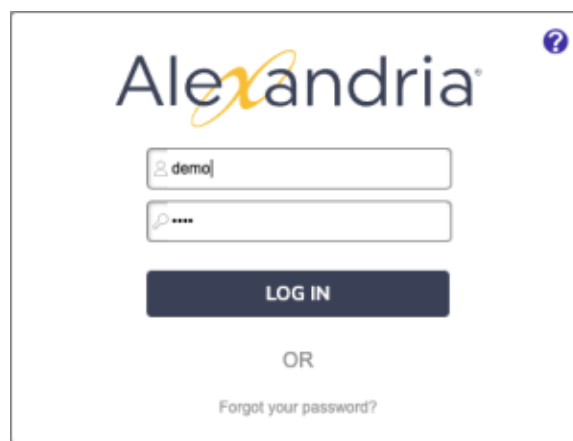 ?
Alexandria®
demo
••••
LOG IN
OR
Forgot your password?